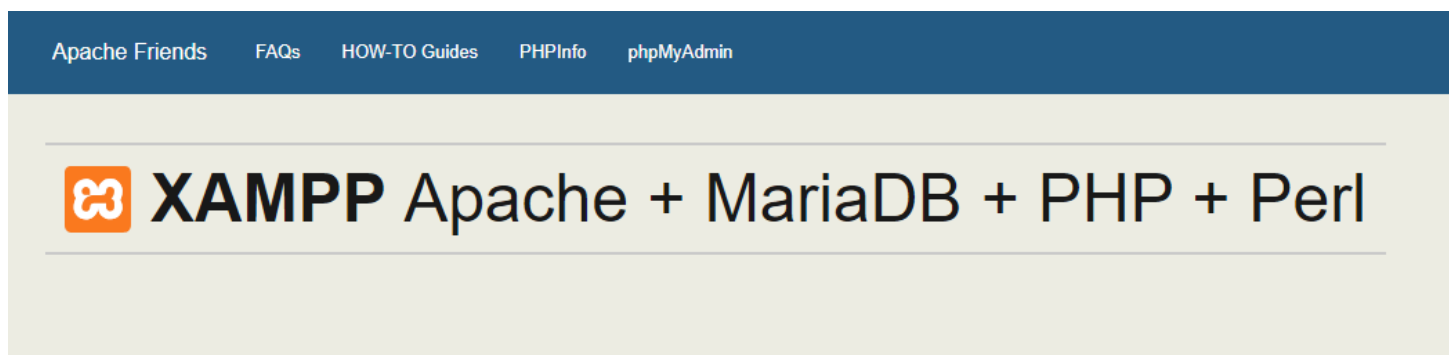 Apache Friends FAQs HOW-TO Guides PHPInfo phpMyAdmin
XAMPP Apache + MariaDB + PHP + Perl